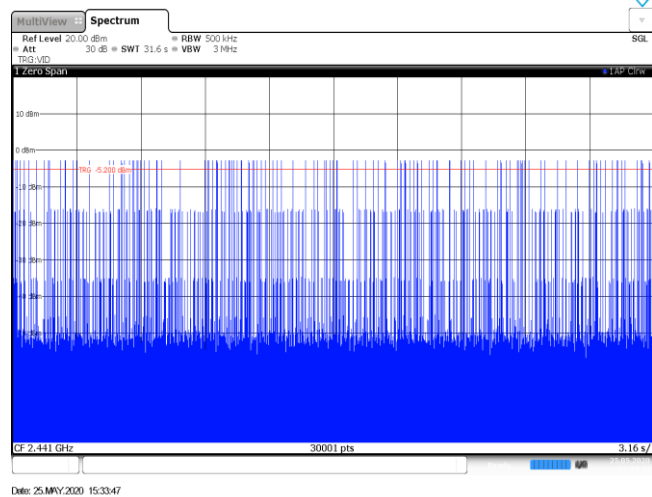 MultiView Spectrum
Ref Level 20.00 dBm RBW 500 kHz SGL
Att 30 dB SWT 31.6 s VBW 3 MHz
TRG:VID
1 Zero Span 1AP Clrw
10 dBm
0 dBm
TRG -5.200 dBm
-10 dBm
-20 dBm
-30 dBm
-40 dBm
CF 2.441 GHz 30001 pts 3.16 s/
Date: 25.MAY.2020 15:33:47